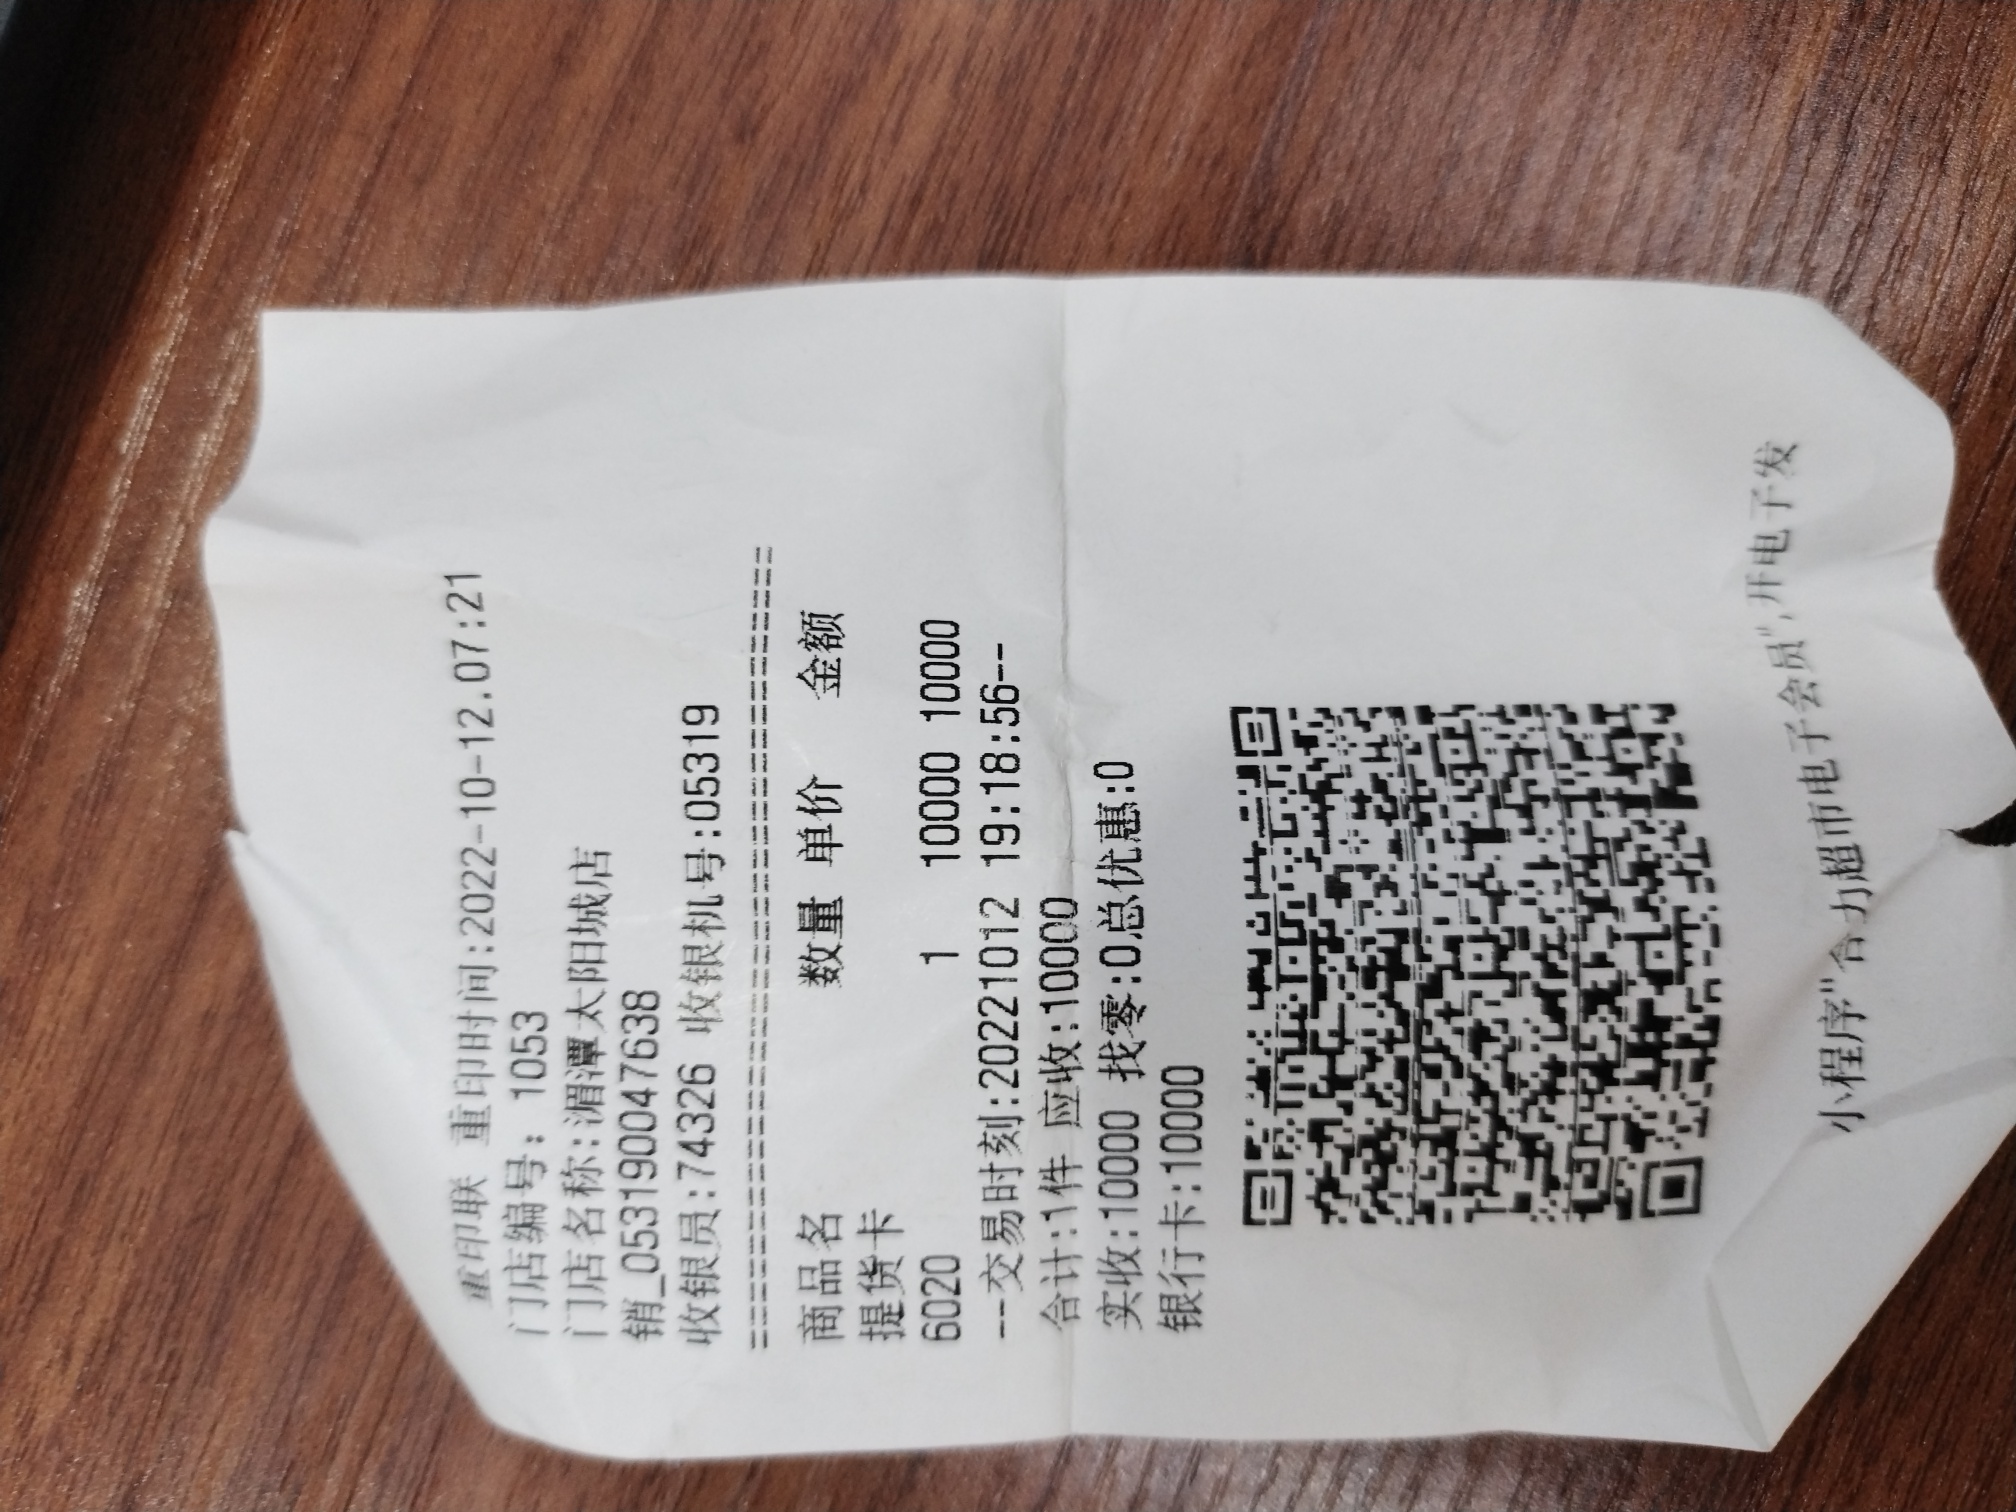 重印联 重印时间:2022-10-12.07:21
门店编号: 1053
门店名称:湄潭太阳城店
销_053190047638
收银员:74326 收银机号:05319
==========================================
商品名 数量 单价 金额
提货卡
6020 1 10000 10000
--交易时刻:20221012 19:18:56--
合计:1件 应收:10000
实收:10000 找零:0总优惠:0
银行卡:10000
小程序"合力超市电子会员",开电子发